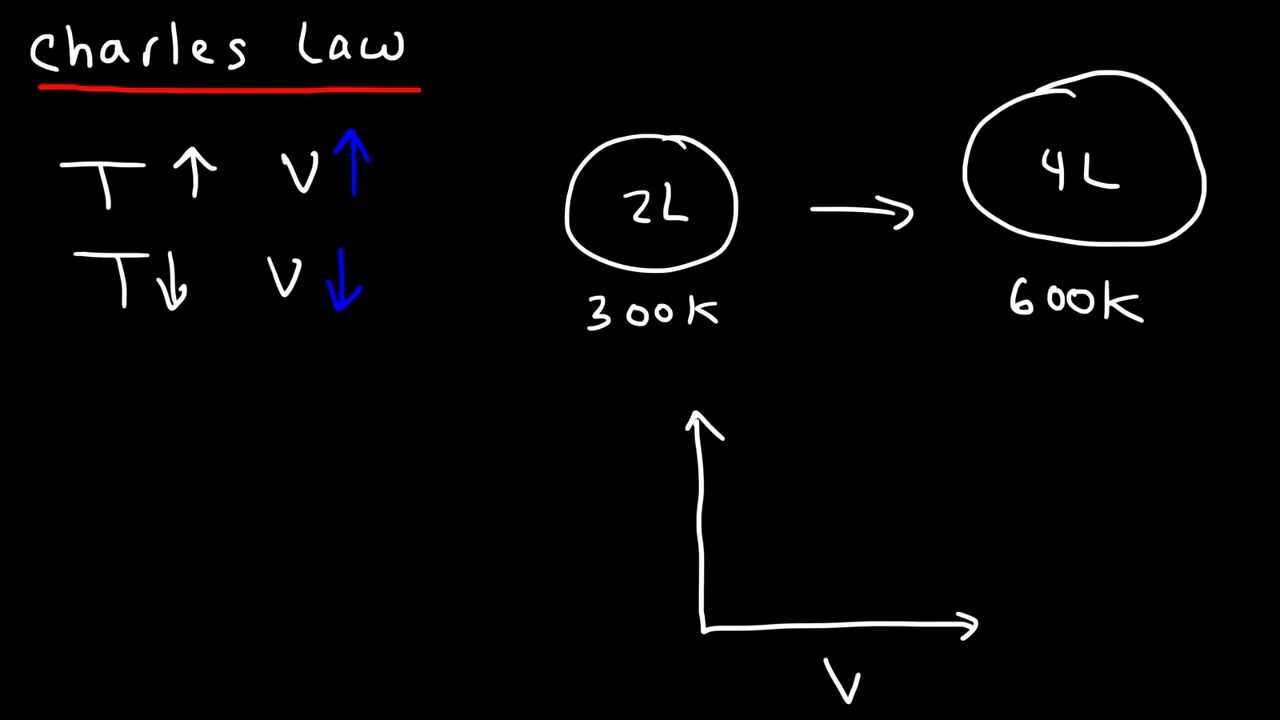 Charles Law
T ↑ V ↑
T ↓ V ↓
2L → 4L
300K 600K
V